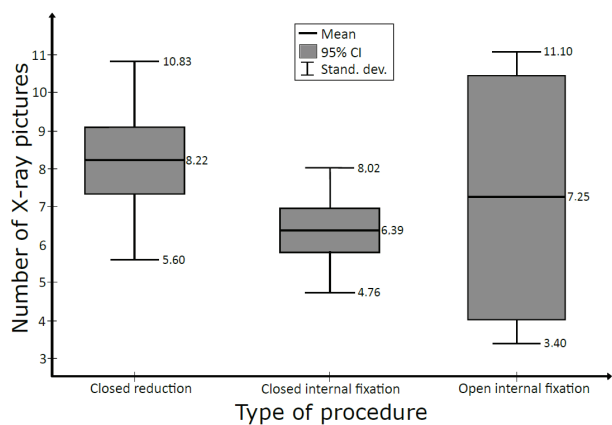 Mean
95% CI
Stand. dev.
Number of X-ray pictures
11
10
9
8
7
6
5
4
3
10.83
8.22
5.60
8.02
6.39
4.76
11.10
7.25
3.40
Closed reduction
Closed internal fixation
Open internal fixation
Type of procedure